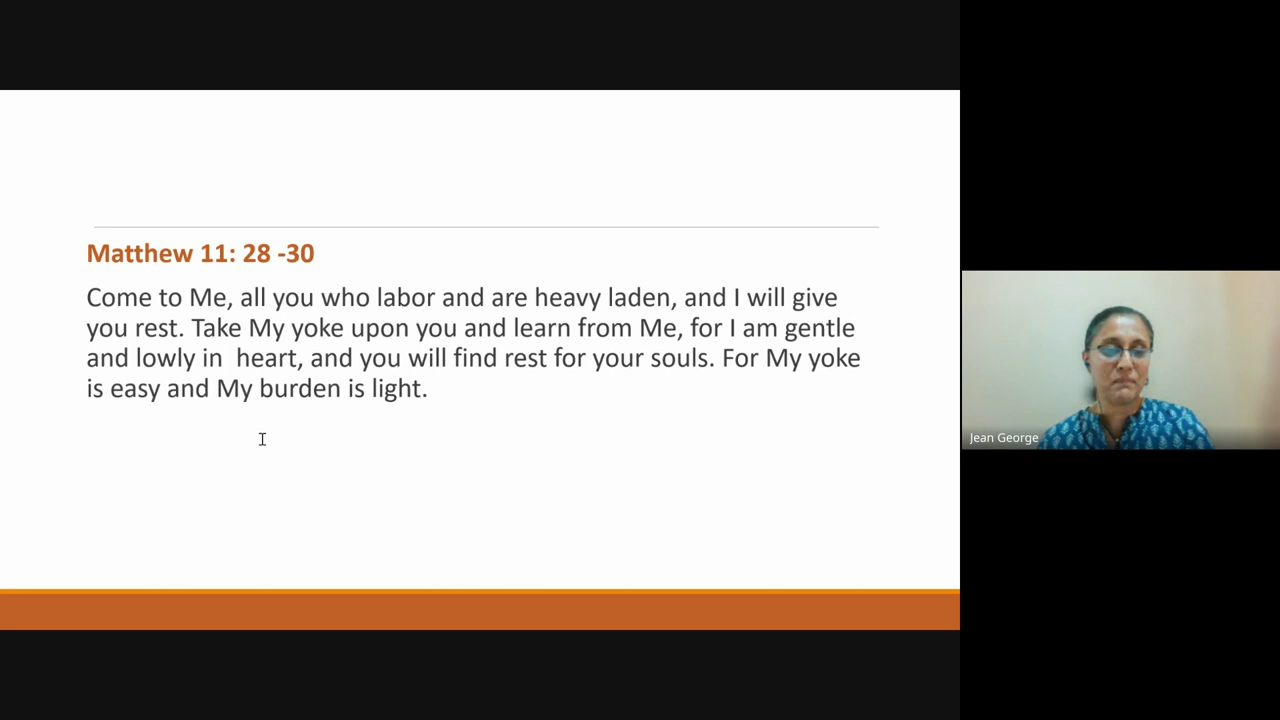 Matthew 11: 28 -30
Come to Me, all you who labor and are heavy laden, and I will give
you rest. Take My yoke upon you and learn from Me, for I am gentle
and lowly in  heart, and you will find rest for your souls. For My yoke
is easy and My burden is light.
Jean George